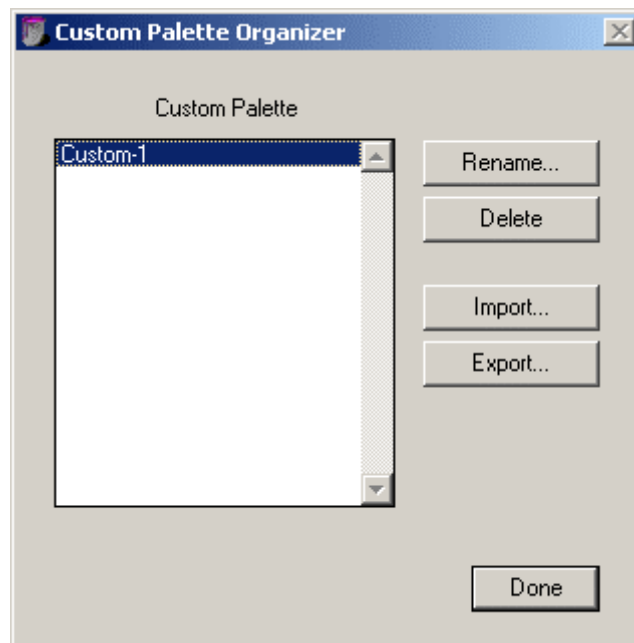 Custom Palette Organizer
Custom Palette
Custom-1
Rename...
Delete
Import...
Export...
Done